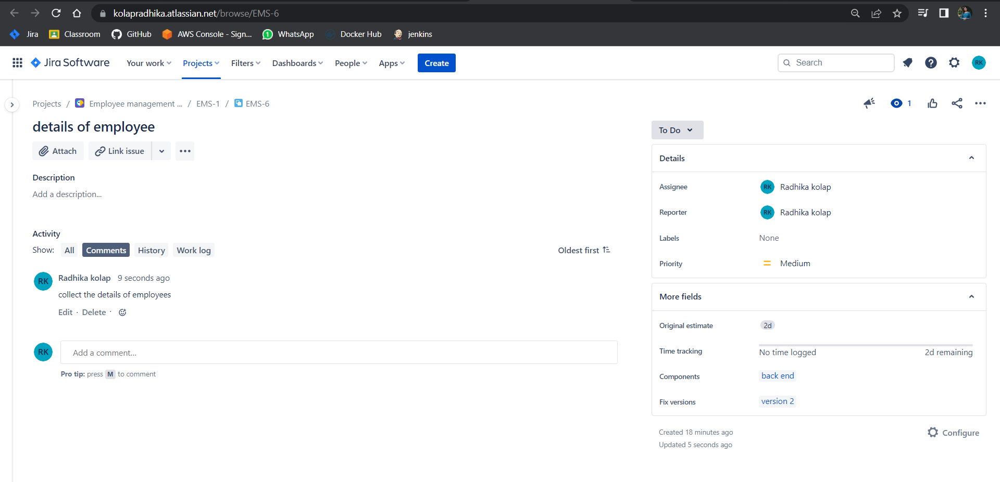 kolapradhika.atlassian.net/browse/EMS-6
Jira Classroom GitHub AWS Console - Sign... 1 WhatsApp Docker Hub jenkins
Jira Software Your work Projects Filters Dashboards People Apps Create Search RK
Projects / Employee management ... / EMS-1 / EMS-6 1
details of employee
To Do
Attach Link issue
Details
Description
Add a description...
Assignee RK Radhika kolap
Reporter RK Radhika kolap
Labels None
Priority Medium
Activity
Show: All Comments History Work log Oldest first
RK Radhika kolap 9 seconds ago
collect the details of employees
Edit · Delete ·
RK Add a comment...
Pro tip: press M to comment
More fields
Original estimate 2d
Time tracking No time logged 2d remaining
Components back end
Fix versions version 2
Created 18 minutes ago
Updated 5 seconds ago
Configure